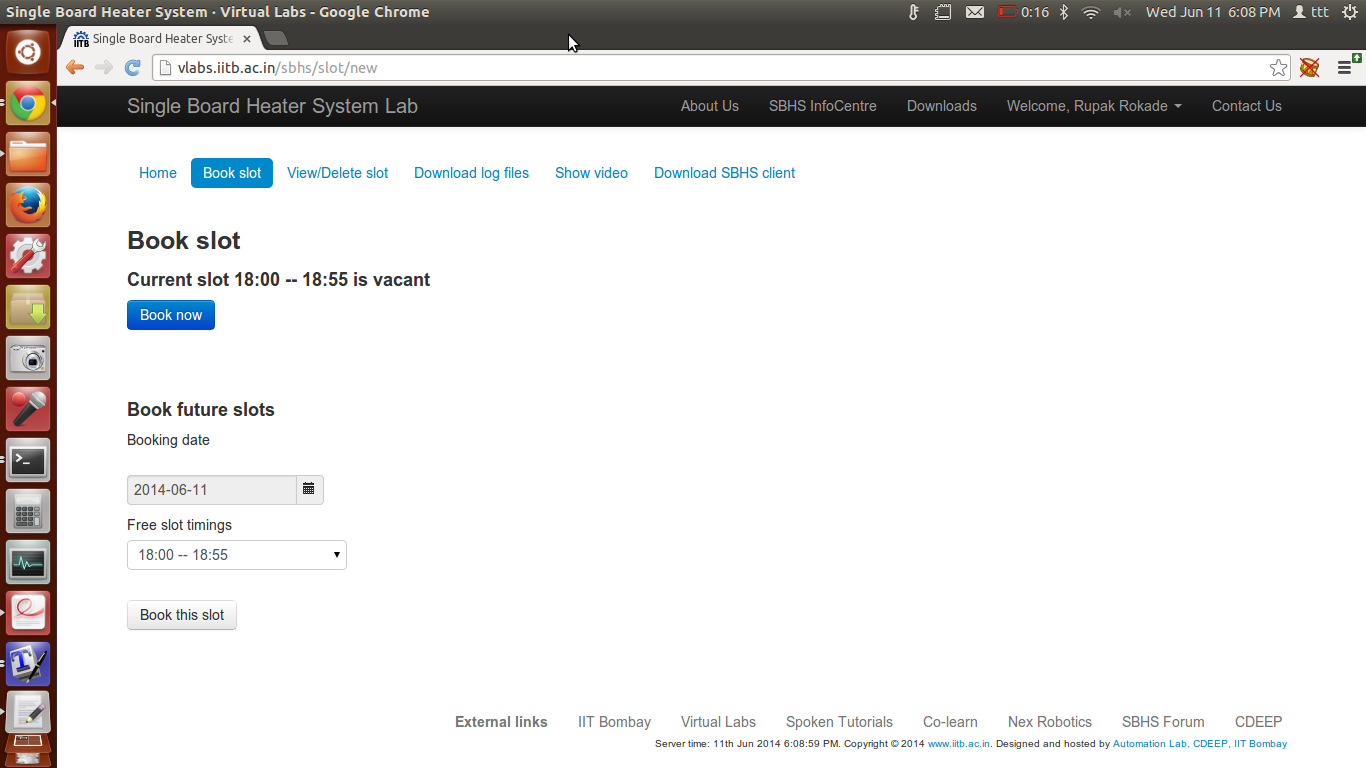 Single Board Heater System · Virtual Labs - Google Chrome
0:16 Wed Jun 11 6:08 PM ttt
IITB Single Board Heater Syste
vlabs.iitb.ac.in/sbhs/slot/new
Single Board Heater System Lab About Us SBHS InfoCentre Downloads Welcome, Rupak Rokade Contact Us
Home Book slot View/Delete slot Download log files Show video Download SBHS client
Book slot
Current slot 18:00 -- 18:55 is vacant
Book now
Book future slots
Booking date
2014-06-11
Free slot timings
18:00 -- 18:55
Book this slot
External links IIT Bombay Virtual Labs Spoken Tutorials Co-learn Nex Robotics SBHS Forum CDEEP
Server time: 11th Jun 2014 6:08:59 PM. Copyright © 2014 www.iitb.ac.in. Designed and hosted by Automation Lab, CDEEP, IIT Bombay